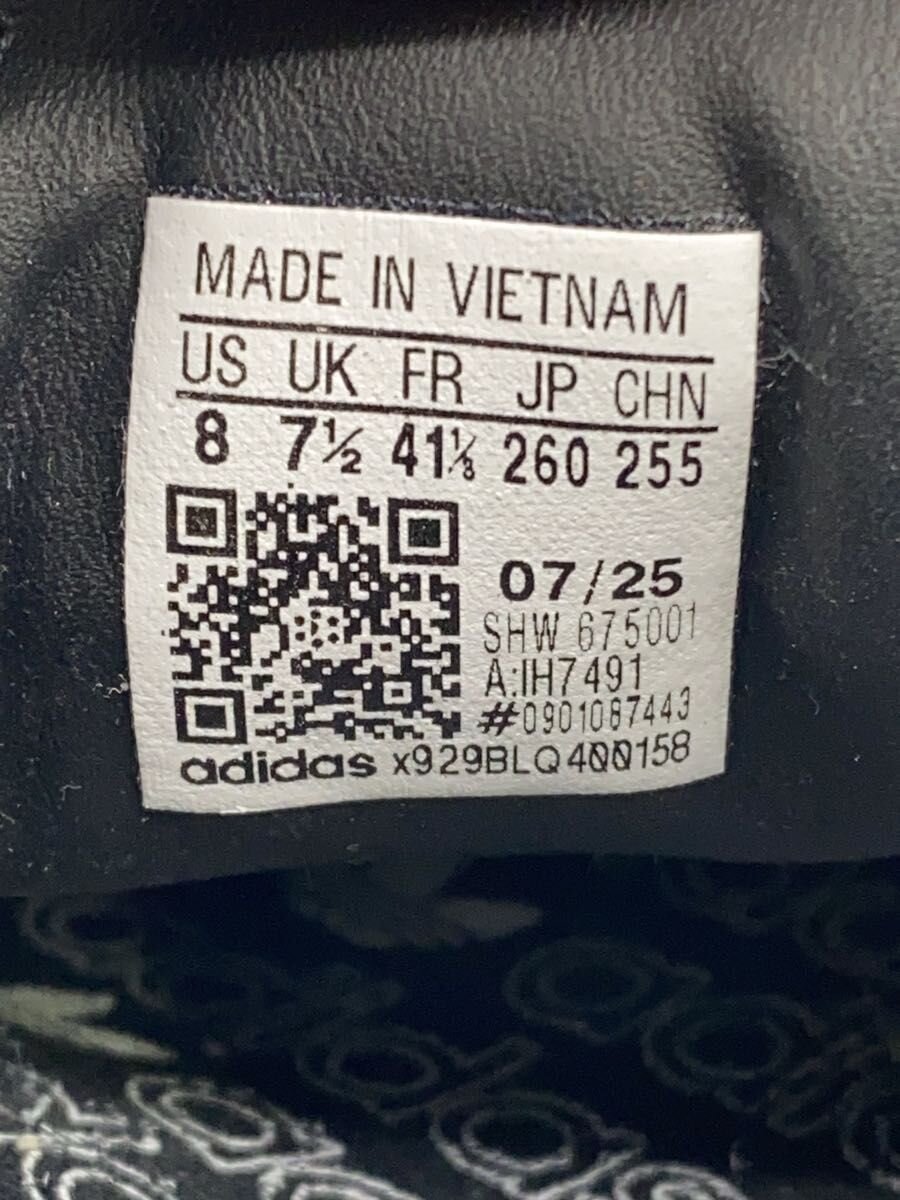 MADE IN VIETNAM
US UK FR JP CHN
8 7½ 41⅓ 260 255
07/25
SHW 675001
A:IH7491
#0901087443
adidas x929BLQ400158